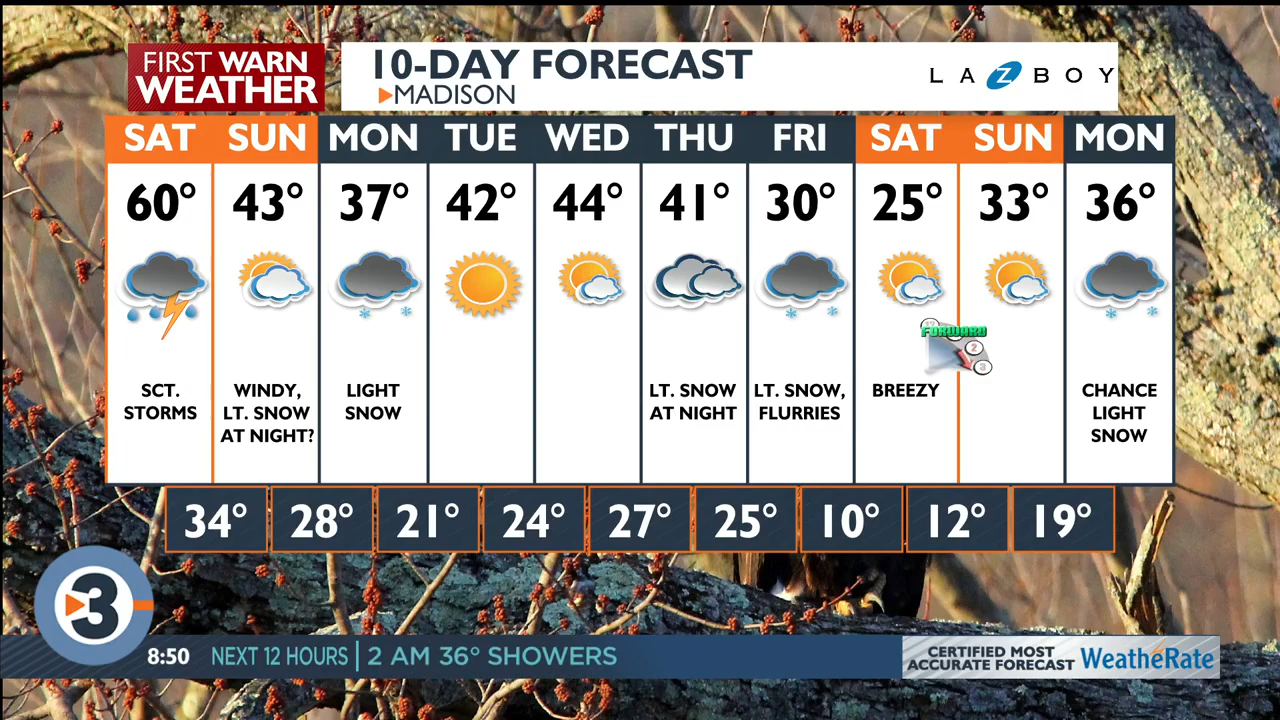 FIRST WARN
WEATHER
10-DAY FORECAST
MADISON
LA Z BOY
SAT SUN MON TUE WED THU FRI SAT SUN MON
60° 43° 37° 42° 44° 41° 30° 25° 33° 36°
FORWARD
2
3
SCT.
STORMS
WINDY,
LT. SNOW
AT NIGHT?
LIGHT
SNOW
LT. SNOW
AT NIGHT
LT. SNOW,
FLURRIES
BREEZY
CHANCE
LIGHT
SNOW
34° 28° 21° 24° 27° 25° 10° 12° 19°
3
8:50 NEXT 12 HOURS | 2 AM 36° SHOWERS
CERTIFIED MOST
ACCURATE FORECAST
WeatheRate